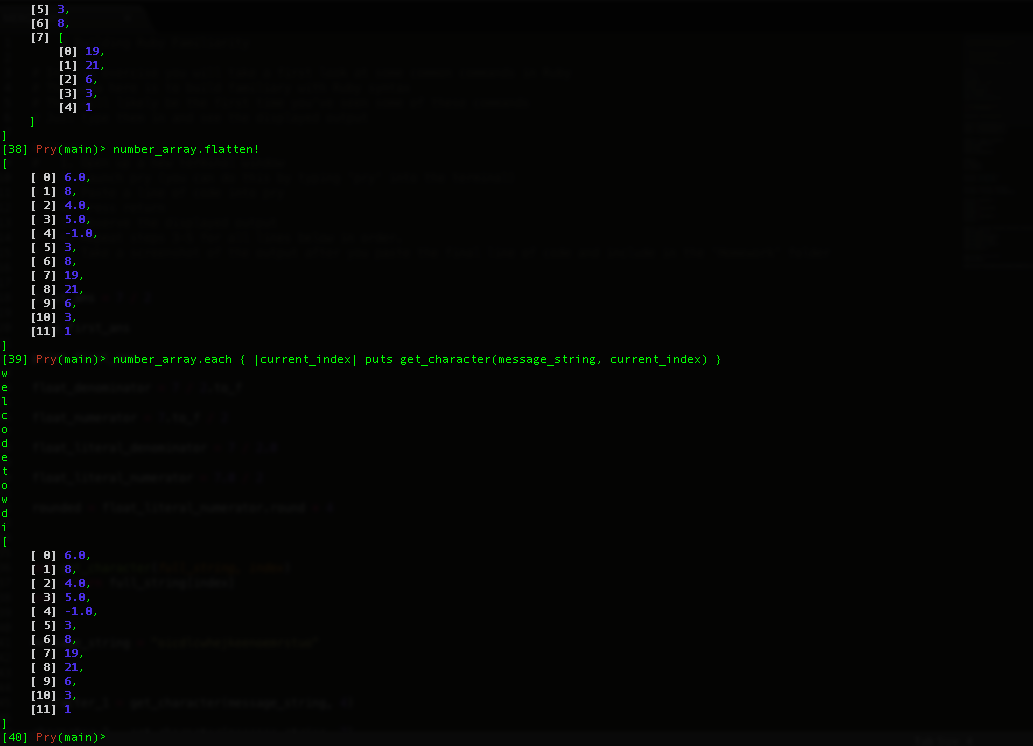 [5] 3,
[6] 8,
[7] [
[0] 19,
[1] 21,
[2] 6,
[3] 3,
[4] 1
]
]
[38] Pry(main)> number_array.flatten!
[
[ 0] 6.0,
[ 1] 8,
[ 2] 4.0,
[ 3] 5.0,
[ 4] -1.0,
[ 5] 3,
[ 6] 8,
[ 7] 19,
[ 8] 21,
[ 9] 6,
[10] 3,
[11] 1
]
[39] Pry(main)> number_array.each { |current_index| puts get_character(message_string, current_index) }
w
e
l
c
o
d
e
t
o
w
d
i
[
[ 0] 6.0,
[ 1] 8,
[ 2] 4.0,
[ 3] 5.0,
[ 4] -1.0,
[ 5] 3,
[ 6] 8,
[ 7] 19,
[ 8] 21,
[ 9] 6,
[10] 3,
[11] 1
]
[40] Pry(main)>